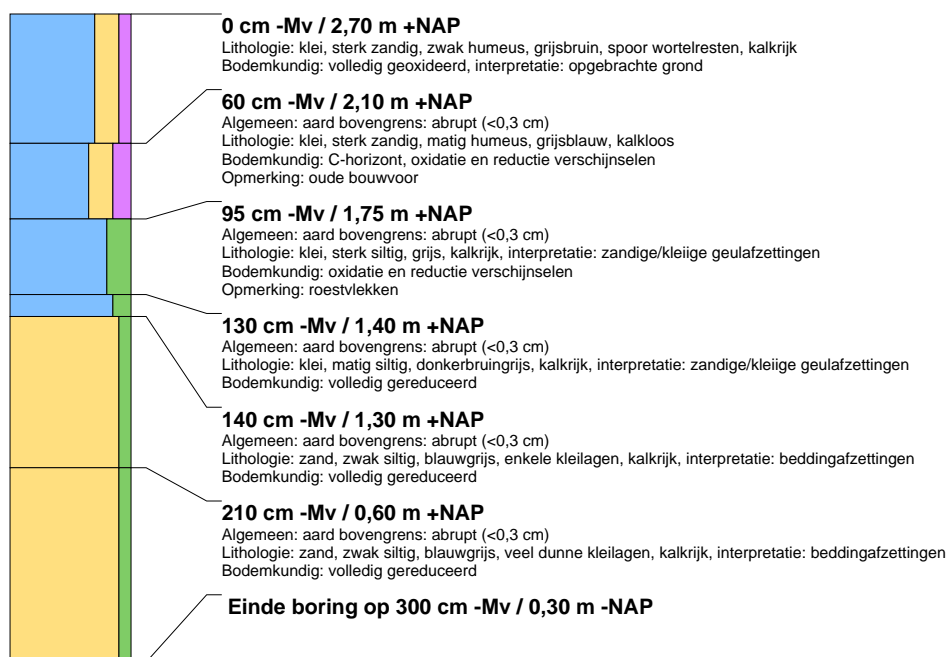 0 cm -Mv / 2,70 m +NAP
Lithologie: klei, sterk zandig, zwak humeus, grijsbruin, spoor wortelresten, kalkrijk
Bodemkundig: volledig geoxideerd, interpretatie: opgebrachte grond
60 cm -Mv / 2,10 m +NAP
Algemeen: aard bovengrens: abrupt (<0,3 cm)
Lithologie: klei, sterk zandig, matig humeus, grijsblauw, kalkloos
Bodemkundig: C-horizont, oxidatie en reductie verschijnselen
Opmerking: oude bouwvoor
95 cm -Mv / 1,75 m +NAP
Algemeen: aard bovengrens: abrupt (<0,3 cm)
Lithologie: klei, sterk siltig, grijs, kalkrijk, interpretatie: zandige/kleiige geulafzettingen
Bodemkundig: oxidatie en reductie verschijnselen
Opmerking: roestvlekken
130 cm -Mv / 1,40 m +NAP
Algemeen: aard bovengrens: abrupt (<0,3 cm)
Lithologie: klei, matig siltig, donkerbruingrijs, kalkrijk, interpretatie: zandige/kleiige geulafzettingen
Bodemkundig: volledig gereduceerd
140 cm -Mv / 1,30 m +NAP
Algemeen: aard bovengrens: abrupt (<0,3 cm)
Lithologie: zand, zwak siltig, blauwgrijs, enkele kleilagen, kalkrijk, interpretatie: beddingafzettingen
Bodemkundig: volledig gereduceerd
210 cm -Mv / 0,60 m +NAP
Algemeen: aard bovengrens: abrupt (<0,3 cm)
Lithologie: zand, zwak siltig, blauwgrijs, veel dunne kleilagen, kalkrijk, interpretatie: beddingafzettingen
Bodemkundig: volledig gereduceerd
Einde boring op 300 cm -Mv / 0,30 m -NAP